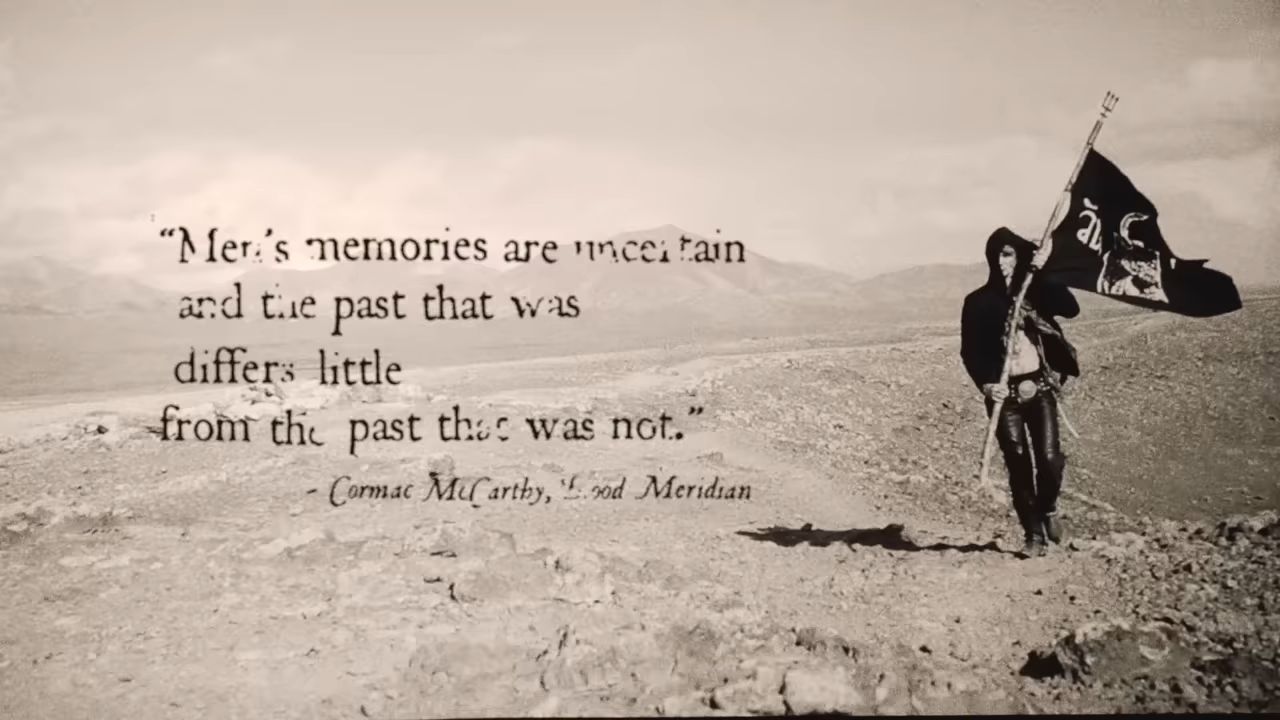 “Men's memories are uncertain
and the past that was
differs little
from the past that was not.”
- Cormac McCarthy, Blood Meridian